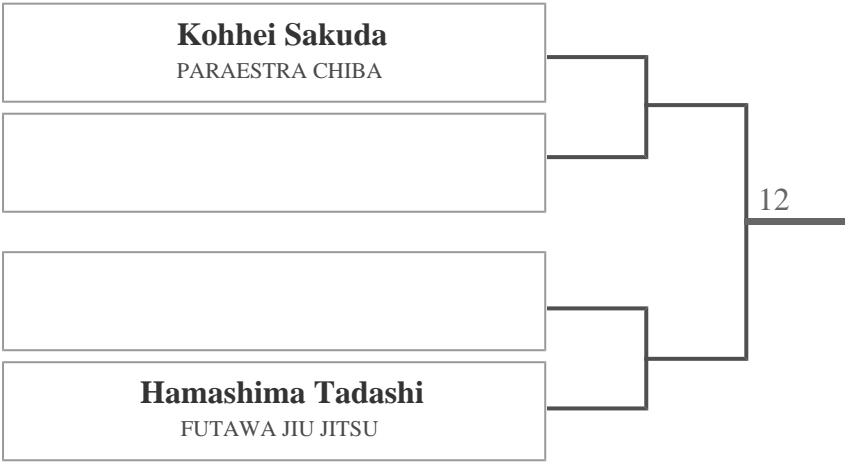 Kohhei Sakuda
PARAESTRA CHIBA
12
Hamashima Tadashi
FUTAWA JIU JITSU